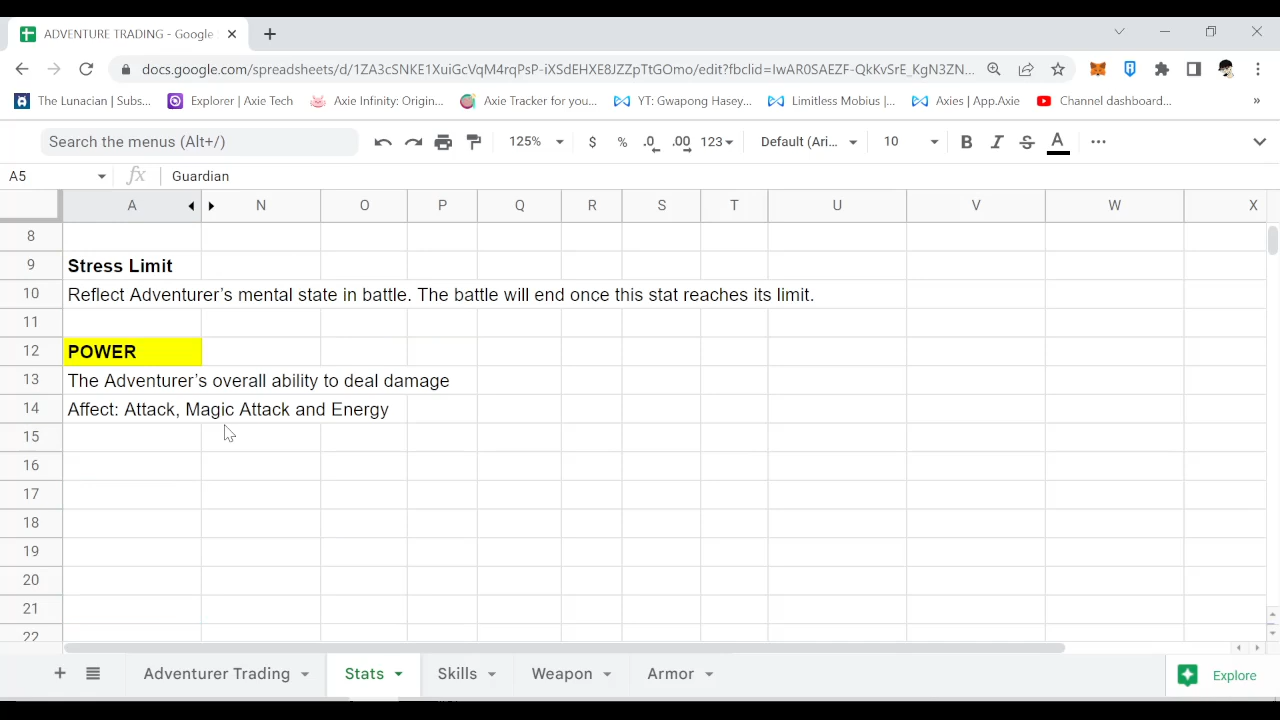 ADVENTURE TRADING - Google
docs.google.com/spreadsheets/d/1ZA3cSNKE1XuiGcVqM4rqPsP-iXSdEHXE8JZZpTtGOmo/edit?fbclid=IwAR0SAEZF-QkKvSrE_KgN3ZN...
The Lunacian | Subs... Explorer | Axie Tech Axie Infinity: Origin... Axie Tracker for you... YT: Gwapong Hasey... Limitless Mobius |... Axies | App.Axie Channel dashboard... »
Search the menus (Alt+/) 125% $ % .0 .00 123 Default (Ari... 10 B I S A
A5 fx Guardian
A N O P Q R S T U V W X
8
9 Stress Limit
10 Reflect Adventurer's mental state in battle. The battle will end once this stat reaches its limit.
11
12 POWER
13 The Adventurer's overall ability to deal damage
14 Affect: Attack, Magic Attack and Energy
15
16
17
18
19
20
21
22
Adventurer Trading Stats Skills Weapon Armor Explore